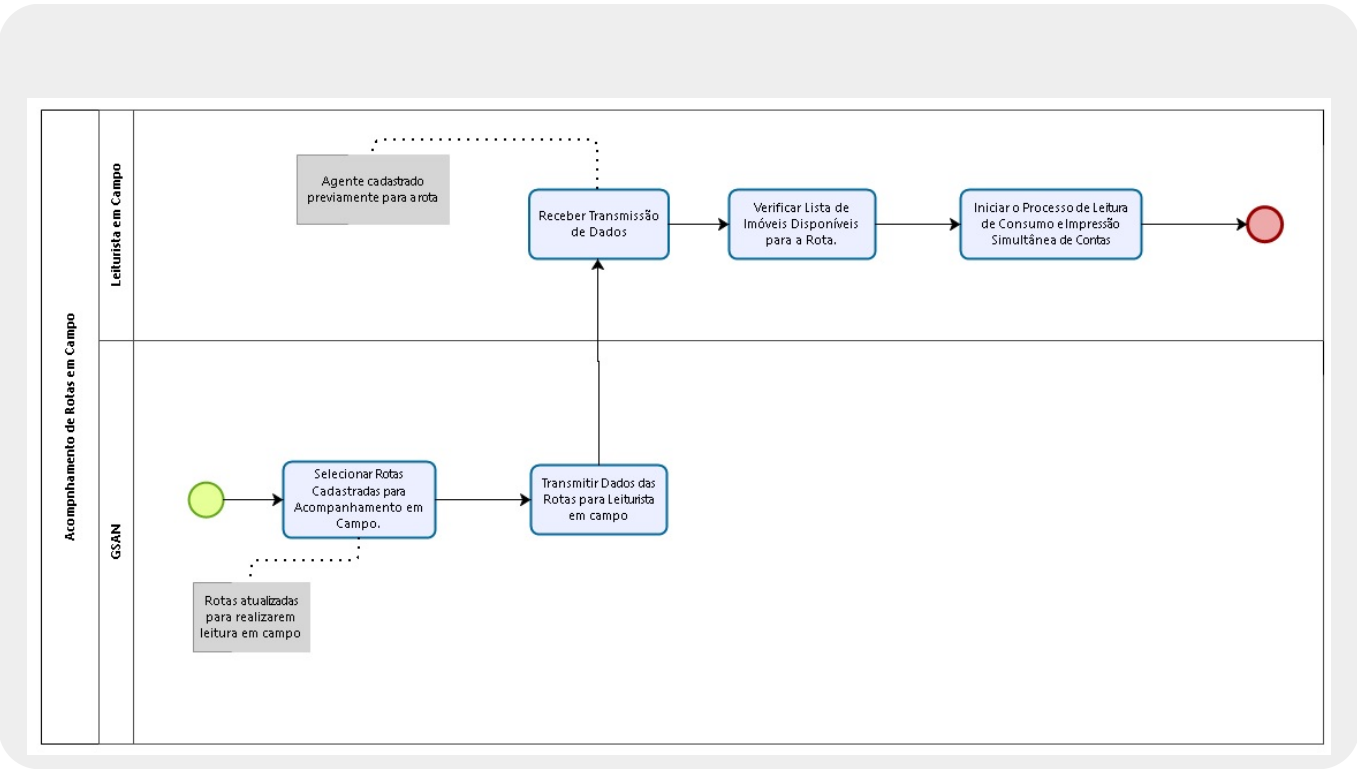 Acompnhamento de Rotas em Campo
Leiturista em Campo
Agente cadastrado
previamente para a rota
Receber Transmissão
de Dados
Verificar Lista de
Imóveis Disponíveis
para a Rota.
Iniciar o Processo de Leitura
de Consumo e Impressão
Simultânea de Contas
GSAN
Selecionar Rotas
Cadastradas para
Acompanhamento em
Campo.
Transmitir Dados das
Rotas para Leiturista
em campo
Rotas atualizadas
para realizarem
leitura em campo